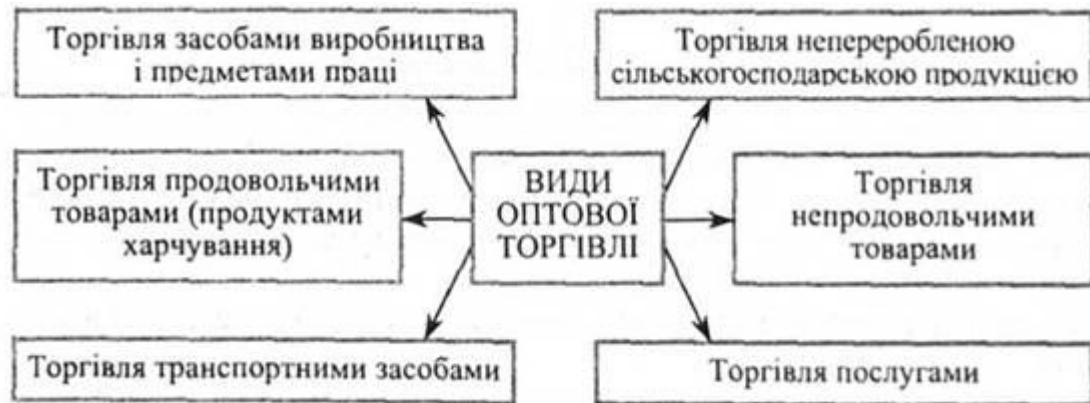 Торгівля засобами виробництва
і предметами праці
Торгівля непереробленою
сільськогосподарською продукцією
Торгівля продовольчими
товарами (продуктами
харчування)
ВИДИ
ОПТОВОЇ
ТОРГІВЛІ
Торгівля
непродовольчими
товарами
Торгівля транспортними засобами
Торгівля послугами